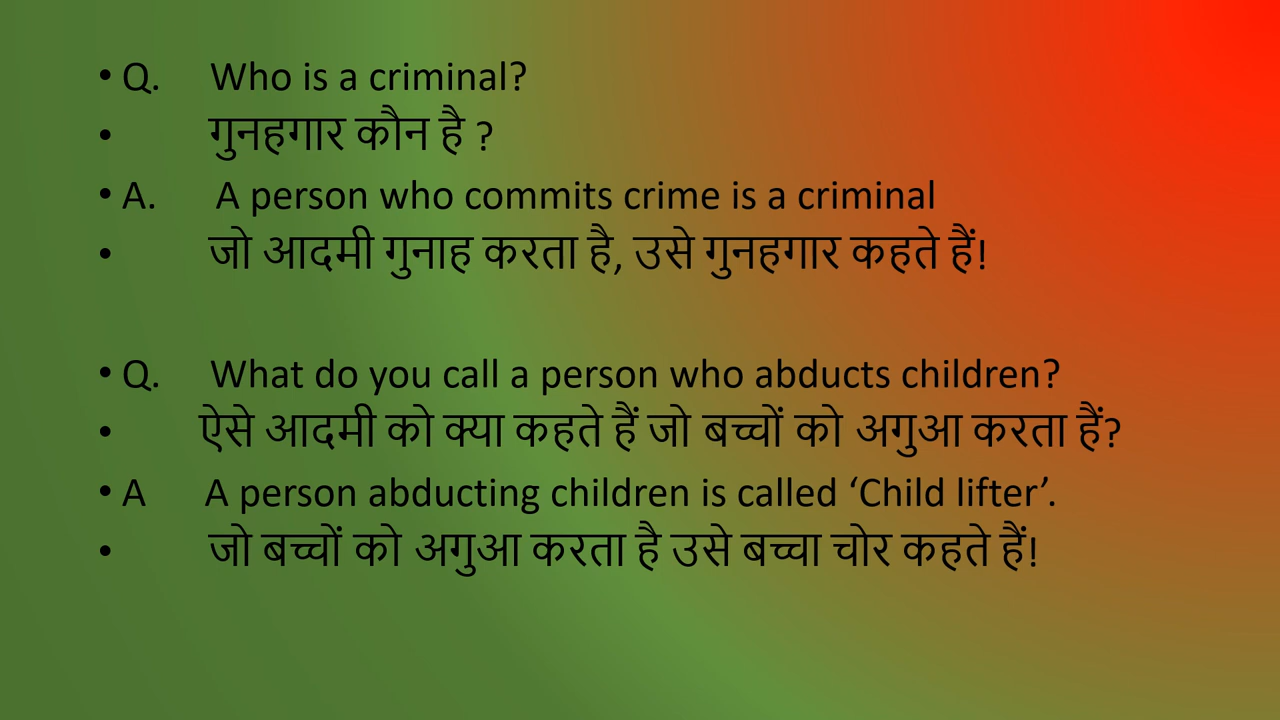 • Q. Who is a criminal?
• गुनहगार कौन है ?
• A. A person who commits crime is a criminal
• जो आदमी गुनाह करता है, उसे गुनहगार कहते हैं!
• Q. What do you call a person who abducts children?
• ऐसे आदमी को क्या कहते हैं जो बच्चों को अगुआ करता हैं?
• A A person abducting children is called ‘Child lifter’.
• जो बच्चों को अगुआ करता है उसे बच्चा चोर कहते हैं!